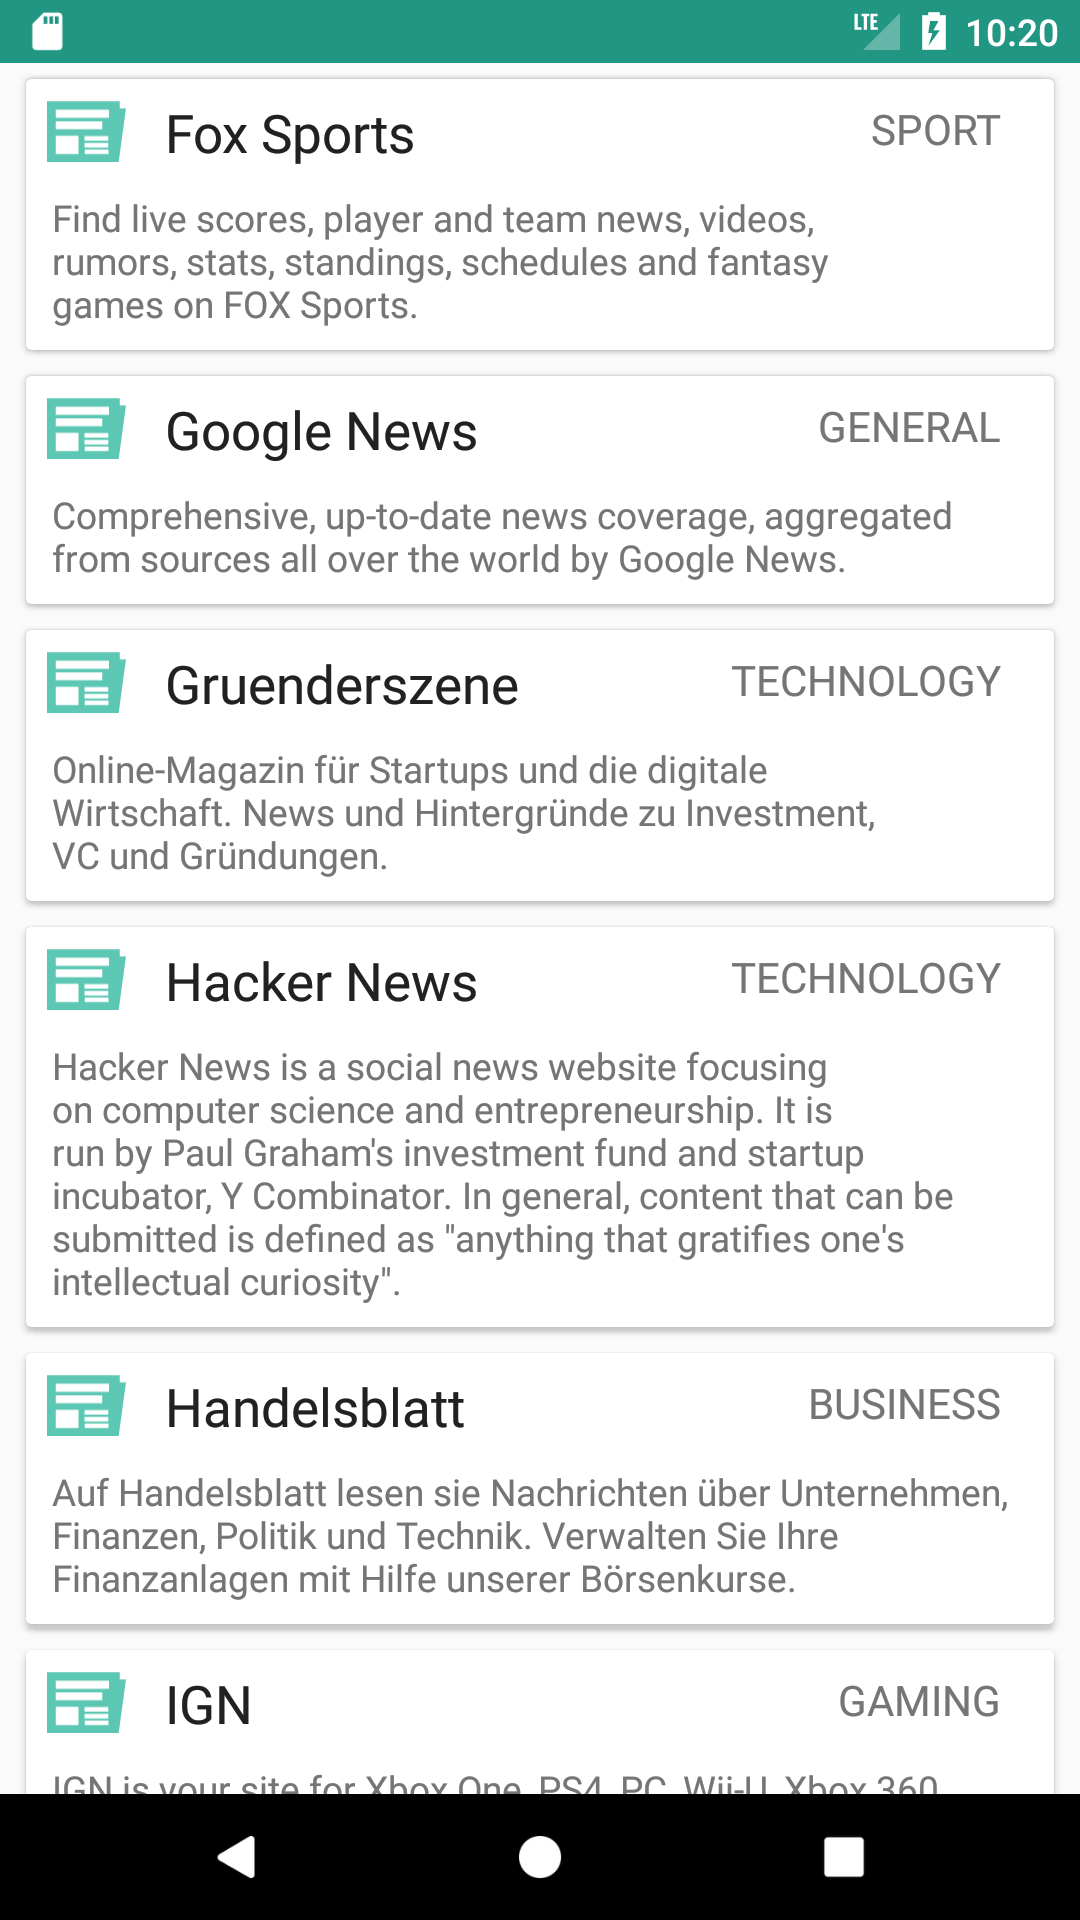 LTE 10:20
Fox Sports SPORT
Find live scores, player and team news, videos,
rumors, stats, standings, schedules and fantasy
games on FOX Sports.
Google News GENERAL
Comprehensive, up-to-date news coverage, aggregated
from sources all over the world by Google News.
Gruenderszene TECHNOLOGY
Online-Magazin für Startups und die digitale
Wirtschaft. News und Hintergründe zu Investment,
VC und Gründungen.
Hacker News TECHNOLOGY
Hacker News is a social news website focusing
on computer science and entrepreneurship. It is
run by Paul Graham's investment fund and startup
incubator, Y Combinator. In general, content that can be
submitted is defined as "anything that gratifies one's
intellectual curiosity".
Handelsblatt BUSINESS
Auf Handelsblatt lesen sie Nachrichten über Unternehmen,
Finanzen, Politik und Technik. Verwalten Sie Ihre
Finanzanlagen mit Hilfe unserer Börsenkurse.
IGN GAMING
IGN is your site for Xbox One, PS4, PC, Wii-U, Xbox 360,